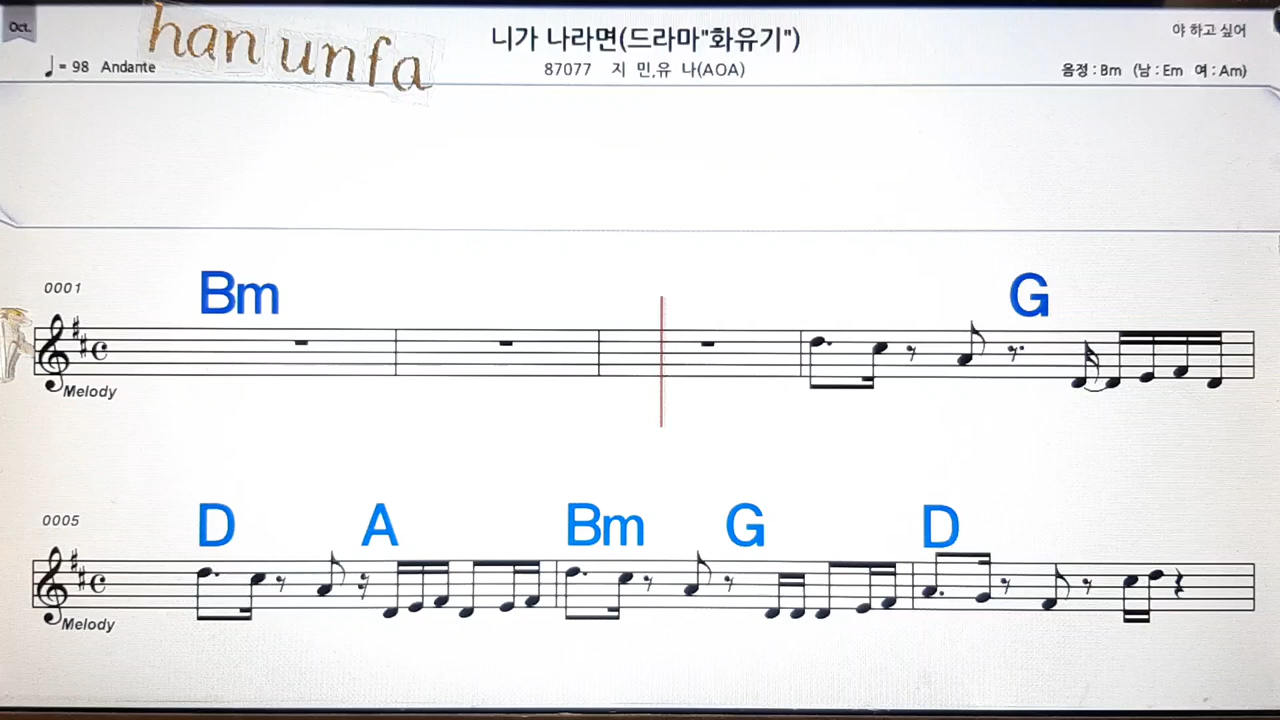 Oct.
han unfa
니가 나라면(드라마"화유기")
야 하고 싶어
♩= 98 Andante
87077 지 민,유 나(AOA)
음정 : Bm (남 : Em 여 : Am)
0001
Bm G
Melody
0005
D A Bm G D
Melody